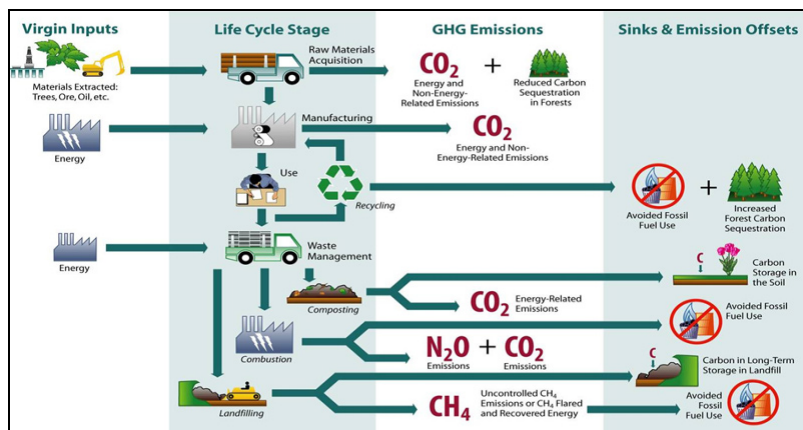 Virgin Inputs
Life Cycle Stage
GHG Emissions
Sinks & Emission Offsets
Materials Extracted:
Trees, Ore, Oil, etc.
Raw Materials
Acquisition
CO2
Energy and
Non-Energy-
Related Emissions
+
Reduced Carbon
Sequestration
in Forests
Energy
Manufacturing
CO2
Energy and Non-
Energy-Related Emissions
Use
Recycling
Avoided Fossil
Fuel Use
+
Increased
Forest Carbon
Sequestration
Energy
Waste
Management
Composting
C
Carbon
Storage in
the Soil
CO2
Energy-Related
Emissions
Combustion
Avoided Fossil
Fuel Use
N2O + CO2
Emissions
Emissions
Landfilling
C
Carbon in Long-Term
Storage in Landfill
CH4
Uncontrolled CH4
Emissions or CH4 Flared
and Recovered Energy
Avoided
Fossil
Fuel Use